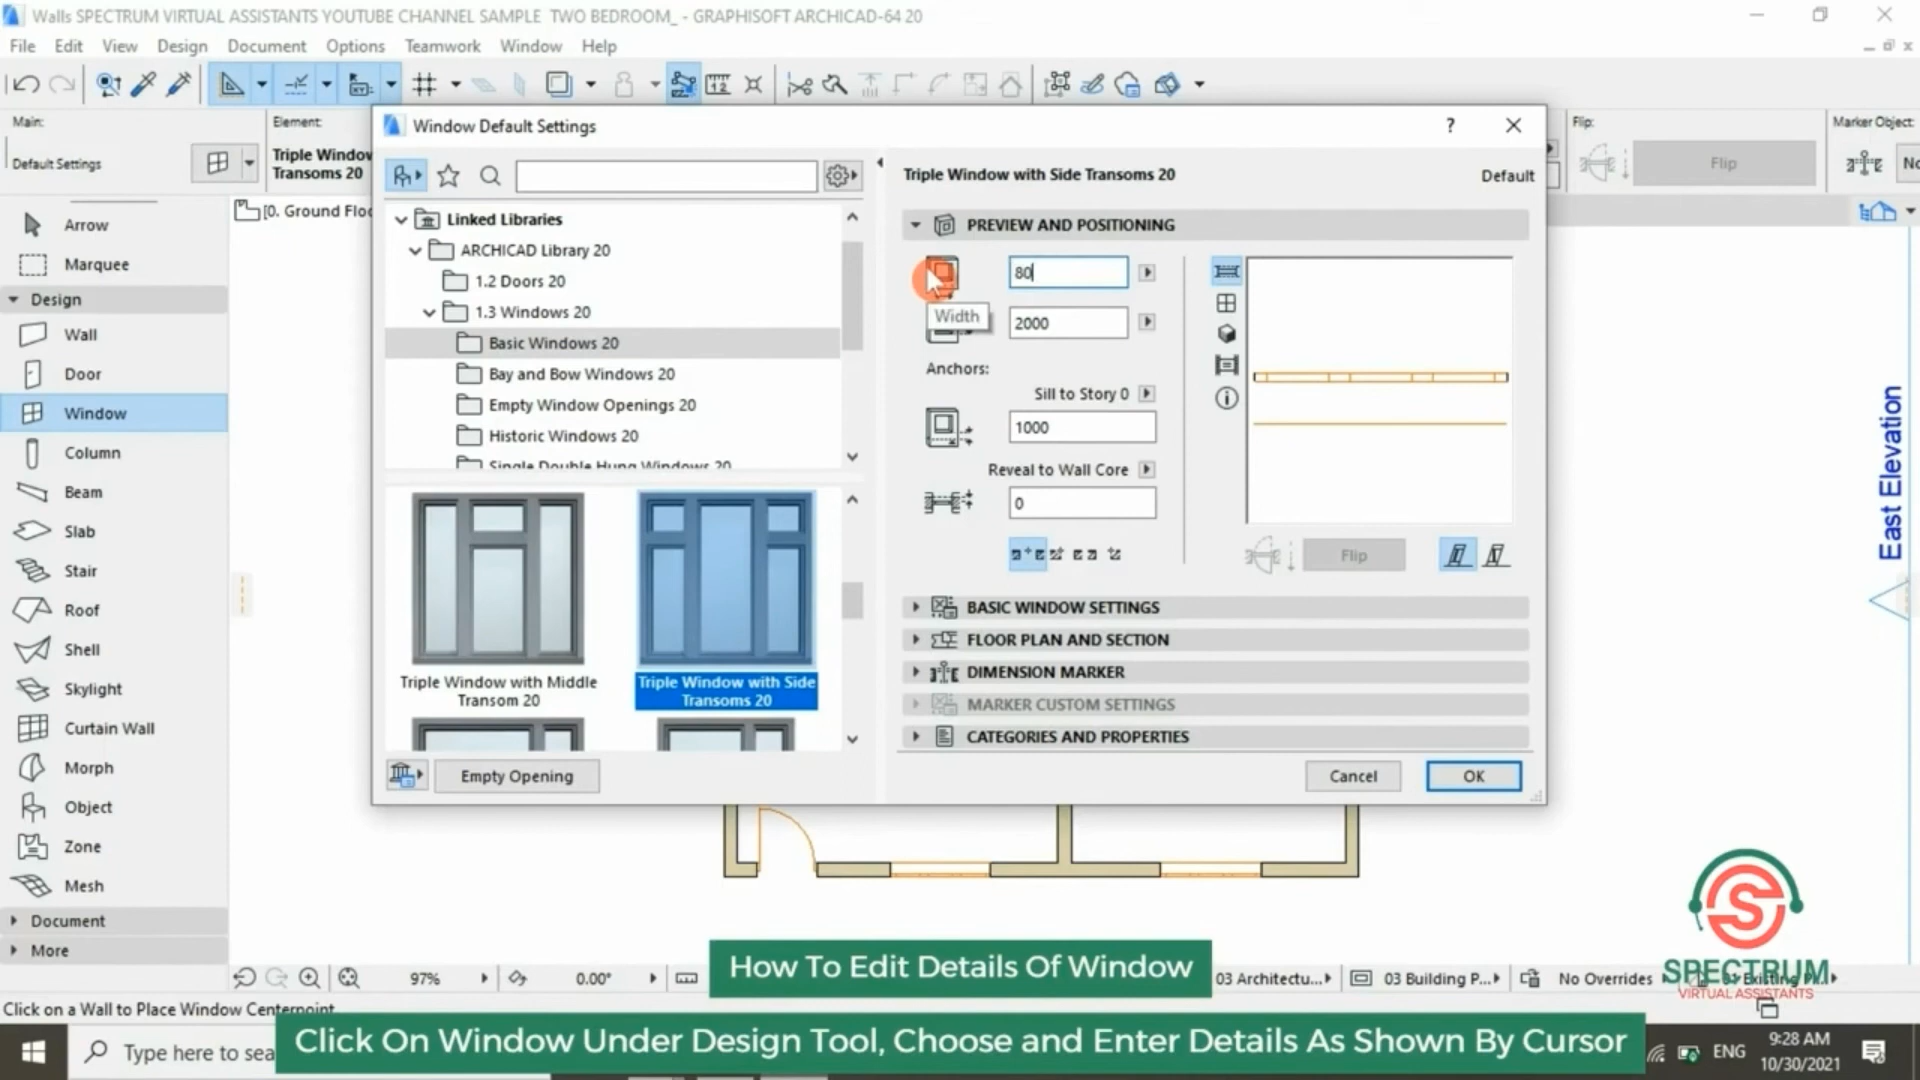 Walls SPECTRUM VIRTUAL ASSISTANTS YOUTUBE CHANNEL SAMPLE TWO BEDROOM_ - GRAPHISOFT ARCHICAD-64 20
File Edit View Design Document Options Teamwork Window Help
Main:
Default Settings
Element:
Triple Window
Transoms 20
Flip:
Flip
Marker Object:
No
[0. Ground Floo
Arrow
Marquee
Design
Wall
Door
Window
Column
Beam
Slab
Stair
Roof
Shell
Skylight
Curtain Wall
Morph
Object
Zone
Mesh
Document
More
Window Default Settings
Linked Libraries
ARCHICAD Library 20
1.2 Doors 20
1.3 Windows 20
Basic Windows 20
Bay and Bow Windows 20
Empty Window Openings 20
Historic Windows 20
Single Double Hung Windows 20
Triple Window with Middle
Transom 20
Triple Window with Side
Transoms 20
Empty Opening
Triple Window with Side Transoms 20
Default
PREVIEW AND POSITIONING
80
Width
2000
Anchors:
Sill to Story 0
1000
Reveal to Wall Core
0
Flip
BASIC WINDOW SETTINGS
FLOOR PLAN AND SECTION
DIMENSION MARKER
MARKER CUSTOM SETTINGS
CATEGORIES AND PROPERTIES
Cancel
OK
East Elevation
97%
0.00°
How To Edit Details Of Window
03 Architectu...
03 Building P...
No Overrides
SPECTRUM
VIRTUAL ASSISTANTS
Click on a Wall to Place Window Centerpoint.
Type here to sea
Click On Window Under Design Tool, Choose and Enter Details As Shown By Cursor
ENG
9:28 AM
10/30/2021